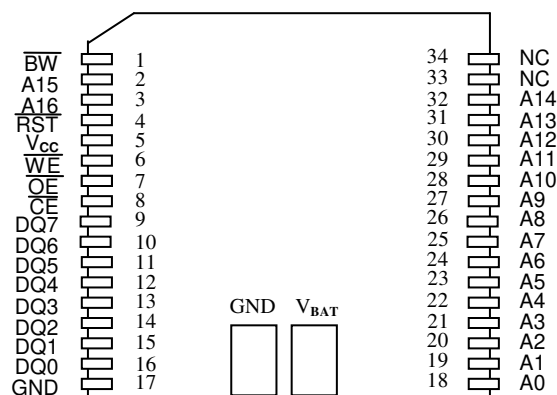 BW 1 34 NC
A15 2 33 NC
A16 3 32 A14
RST 4 31 A13
Vcc 5 30 A12
WE 6 29 A11
OE 7 28 A10
CE 8 27 A9
DQ7 9 26 A8
DQ6 10 25 A7
DQ5 11 24 A6
DQ4 12 23 A5
DQ3 13 22 A4
DQ2 14 21 A3
DQ1 15 20 A2
DQ0 16 19 A1
GND 17 18 A0
GND VBAT